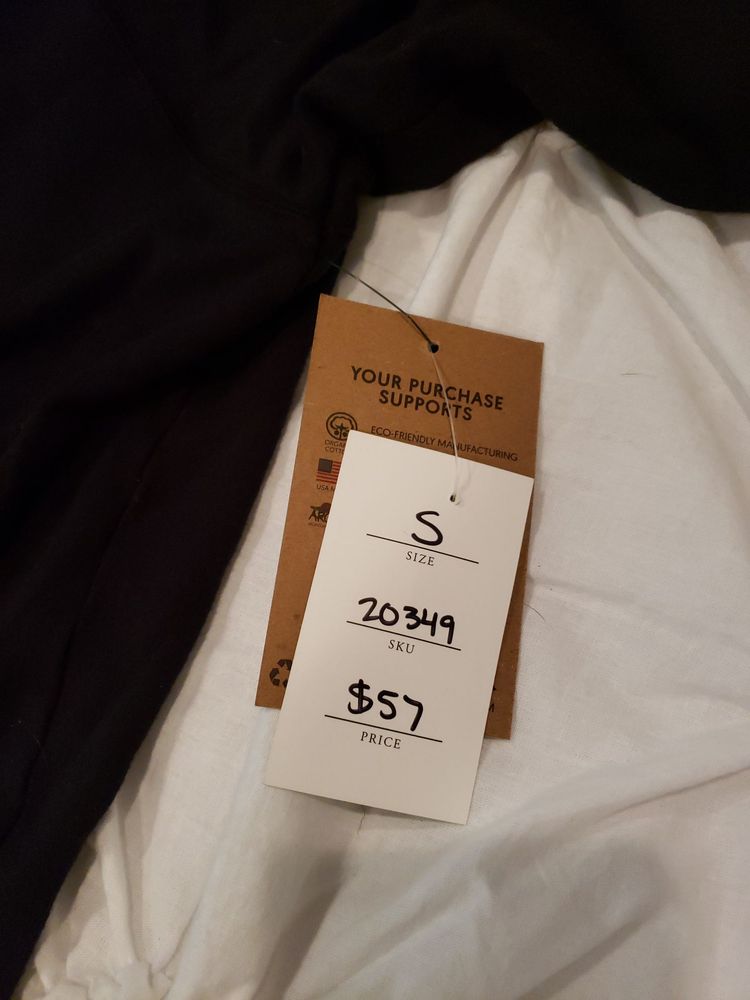 YOUR PURCHASE
SUPPORTS
ECO-FRIENDLY MANUFACTURING
S
SIZE
20349
SKU
$57
PRICE